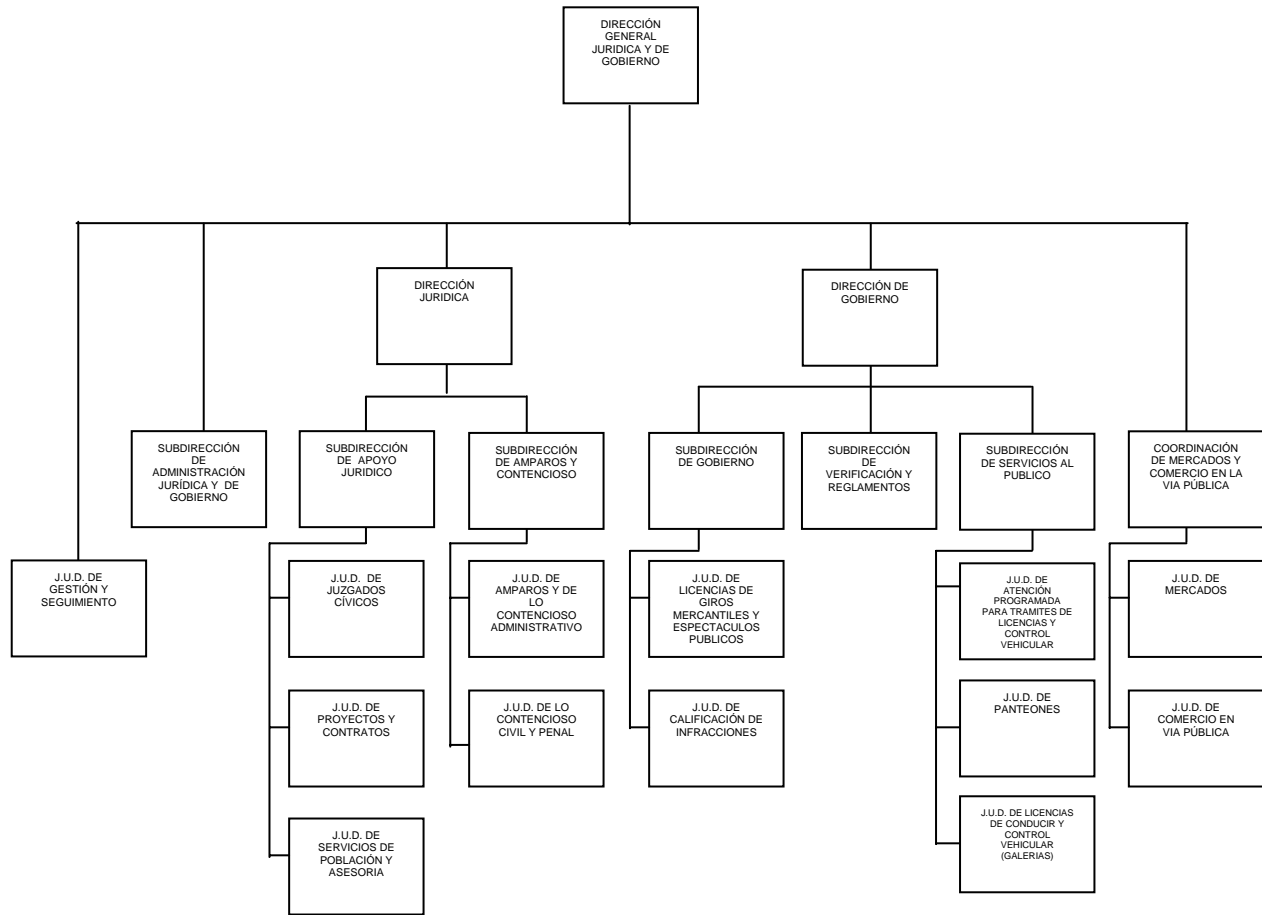 DIRECCIÓN
GENERAL
JURIDICA Y DE
GOBIERNO
DIRECCIÓN
JURIDICA
DIRECCIÓN DE
GOBIERNO
SUBDIRECCIÓN
DE
ADMINISTRACIÓN
JURÍDICA Y DE
GOBIERNO
SUBDIRECCIÓN
DE APOYO
JURIDICO
SUBDIRECCIÓN
DE AMPAROS Y
CONTENCIOSO
SUBDIRECCIÓN
DE GOBIERNO
SUBDIRECCIÓN
DE
VERIFICACIÓN Y
REGLAMENTOS
SUBDIRECCIÓN
DE SERVICIOS AL
PUBLICO
COORDINACIÓN
DE MERCADOS Y
COMERCIO EN LA
VIA PÚBLICA
J.U.D. DE
GESTIÓN Y
SEGUIMIENTO
J.U.D. DE
JUZGADOS
CÍVICOS
J.U.D. DE
AMPAROS Y DE
LO
CONTENCIOSO
ADMINISTRATIVO
J.U.D. DE
LICENCIAS DE
GIROS
MERCANTILES Y
ESPECTACULOS
PUBLICOS
J.U.D. DE
ATENCIÓN
PROGRAMADA
PARA TRAMITES DE
LICENCIAS Y
CONTROL
VEHICULAR
J.U.D. DE
MERCADOS
J.U.D. DE
PROYECTOS Y
CONTRATOS
J.U.D. DE LO
CONTENCIOSO
CIVIL Y PENAL
J.U.D. DE
CALIFICACIÓN DE
INFRACCIONES
J.U.D. DE
PANTEONES
J.U.D. DE
COMERCIO EN
VIA PÚBLICA
J.U.D. DE
SERVICIOS DE
POBLACIÓN Y
ASESORIA
J.U.D. DE LICENCIAS
DE CONDUCIR Y
CONTROL
VEHICULAR
(GALERIAS)